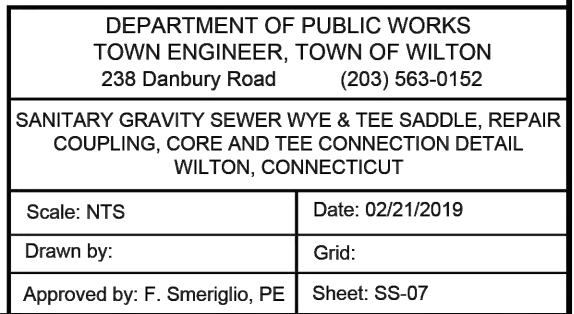 DEPARTMENT OF PUBLIC WORKS
TOWN ENGINEER, TOWN OF WILTON
238 Danbury Road (203) 563-0152
SANITARY GRAVITY SEWER WYE & TEE SADDLE, REPAIR
COUPLING, CORE AND TEE CONNECTION DETAIL
WILTON, CONNECTICUT
Scale: NTS Date: 02/21/2019
Drawn by: Grid:
Approved by: F. Smeriglio, PE Sheet: SS-07